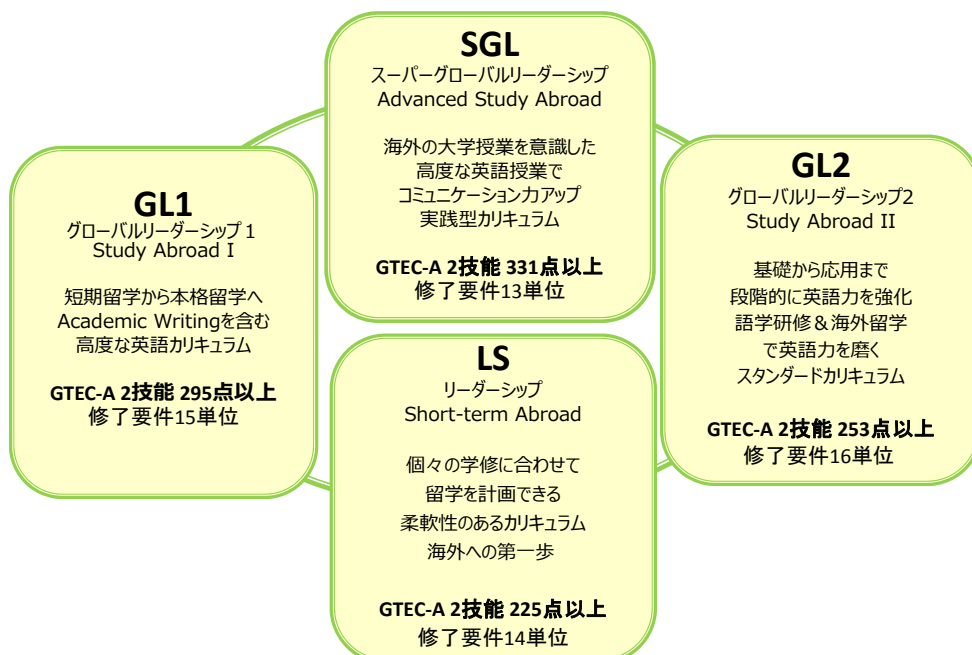 SGL
スーパーグローバルリーダーシップ
Advanced Study Abroad
海外の大学授業を意識した
高度な英語授業で
コミュニケーション力アップ
実践型カリキュラム
GTEC-A 2技能 331点以上
修了要件13単位
GL1
グローバルリーダーシップ1
Study Abroad I
短期留学から本格留学へ
Academic Writingを含む
高度な英語カリキュラム
GTEC-A 2技能 295点以上
修了要件15単位
GL2
グローバルリーダーシップ2
Study Abroad II
基礎から応用まで
段階的に英語力を強化
語学研修＆海外留学
で英語力を磨く
スタンダードカリキュラム
GTEC-A 2技能 253点以上
修了要件16単位
LS
リーダーシップ
Short-term Abroad
個々の学修に合わせて
留学を計画できる
柔軟性のあるカリキュラム
海外への第一歩
GTEC-A 2技能 225点以上
修了要件14単位